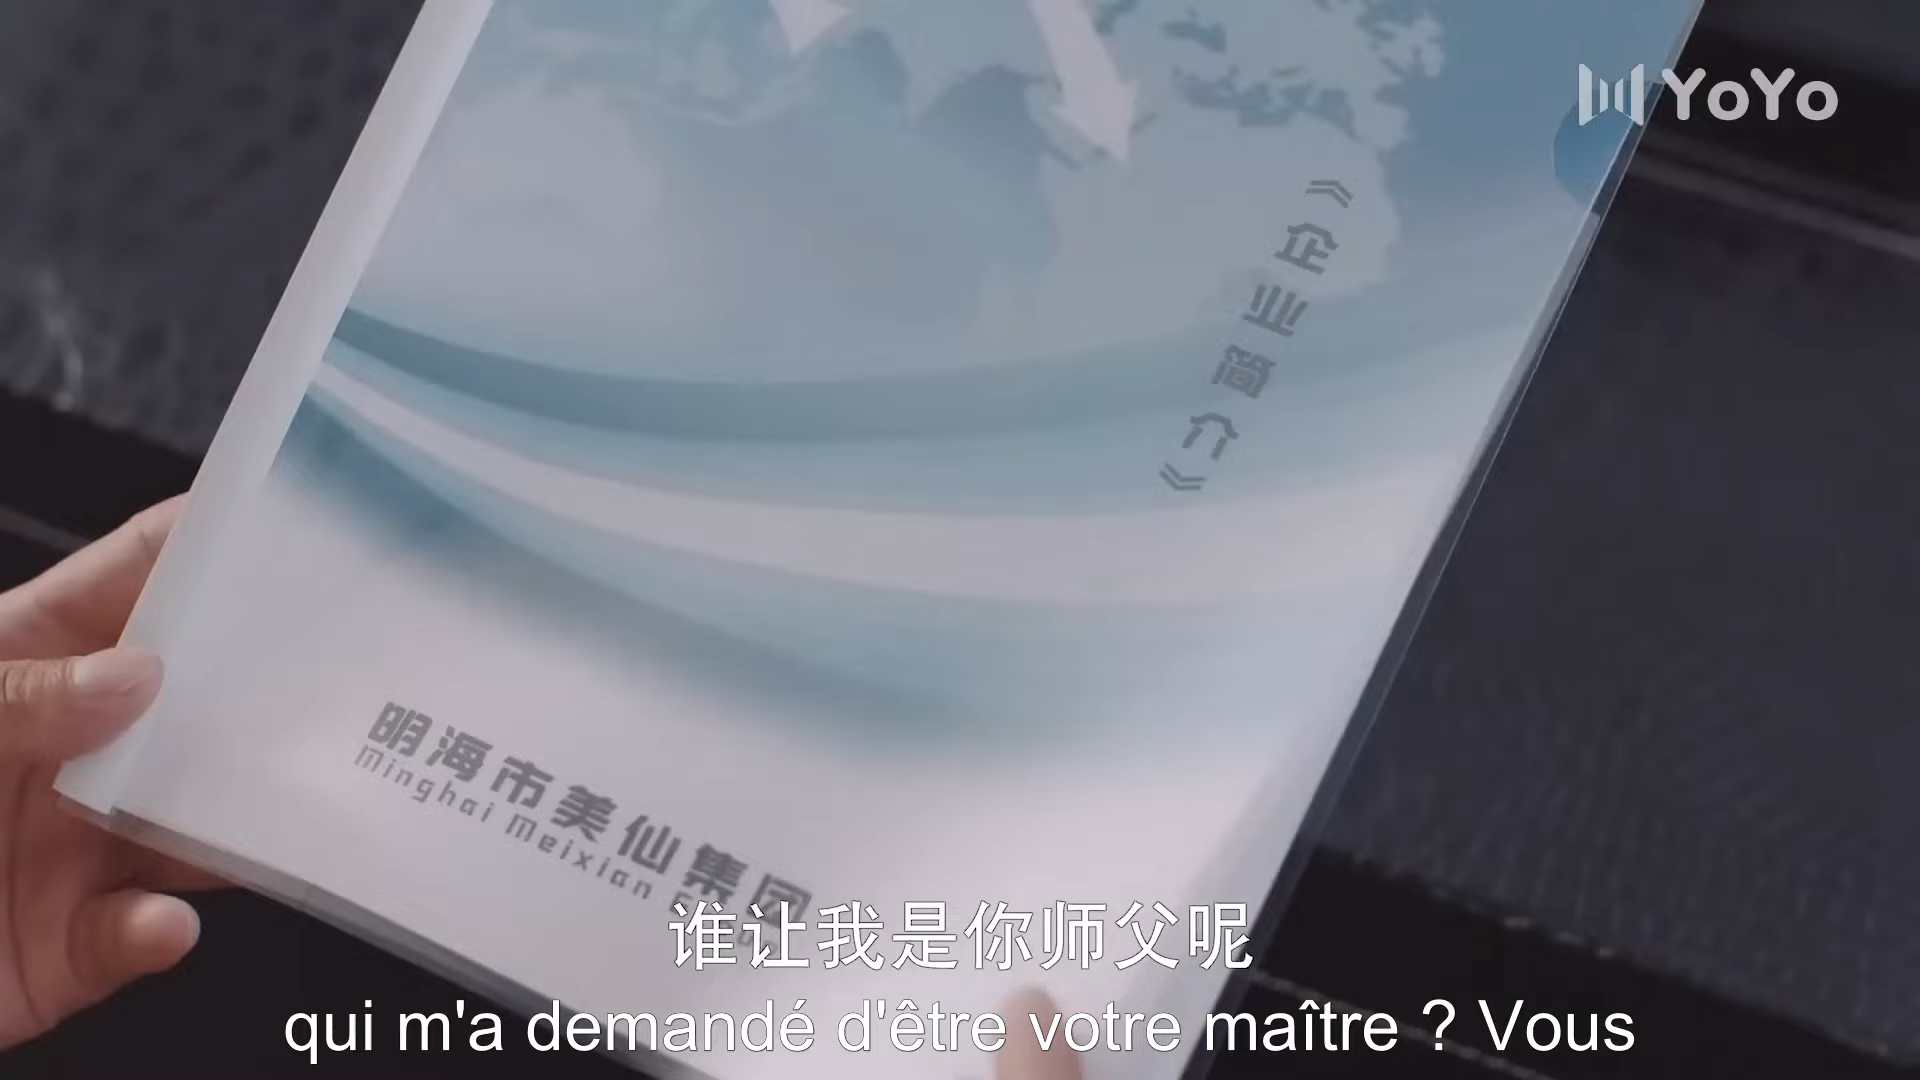 YoYo
《企业简介》
明海市美仙集团
Minghai Meixian
谁让我是你师父呢
qui m'a demandé d'être votre maître ? Vous